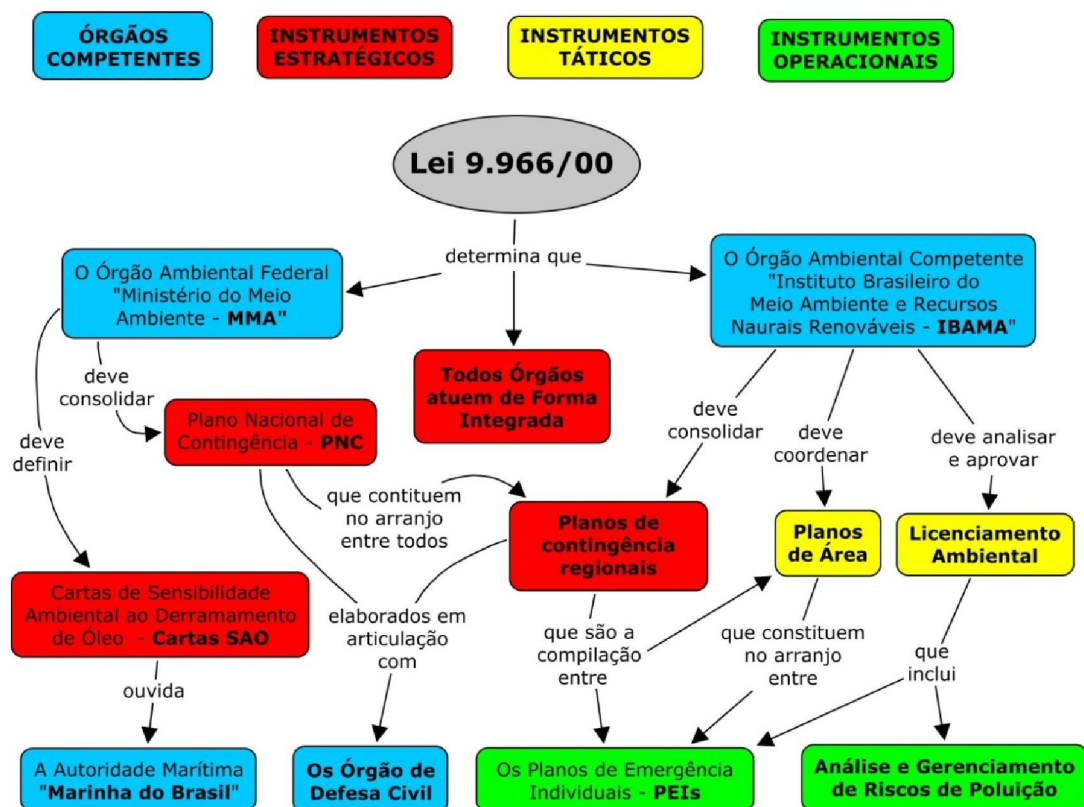 ÓRGÃOS
COMPETENTES
INSTRUMENTOS
ESTRATÉGICOS
INSTRUMENTOS
TÁTICOS
INSTRUMENTOS
OPERACIONAIS
Lei 9.966/00
determina que
O Órgão Ambiental Federal
"Ministério do Meio
Ambiente - MMA"
O Órgão Ambiental Competente
"Instituto Brasileiro do
Meio Ambiente e Recursos
Naurais Renováveis - IBAMA"
Todos Órgãos
atuem de Forma
Integrada
deve
consolidar
deve
definir
Plano Nacional de
Contingência - PNC
que contituem
no arranjo
entre todos
deve
consolidar
deve
coordenar
deve analisar
e aprovar
Planos de
contingência
regionais
Planos
de Área
Licenciamento
Ambiental
Cartas de Sensibilidade
Ambiental ao Derramamento
de Óleo - Cartas SAO
elaborados em
articulação
com
que são a
compilação
entre
que constituem
no arranjo
entre
que
inclui
ouvida
A Autoridade Marítima
"Marinha do Brasil"
Os Órgão de
Defesa Civil
Os Planos de Emergência
Individuais - PEIs
Análise e Gerenciamento
de Riscos de Poluição